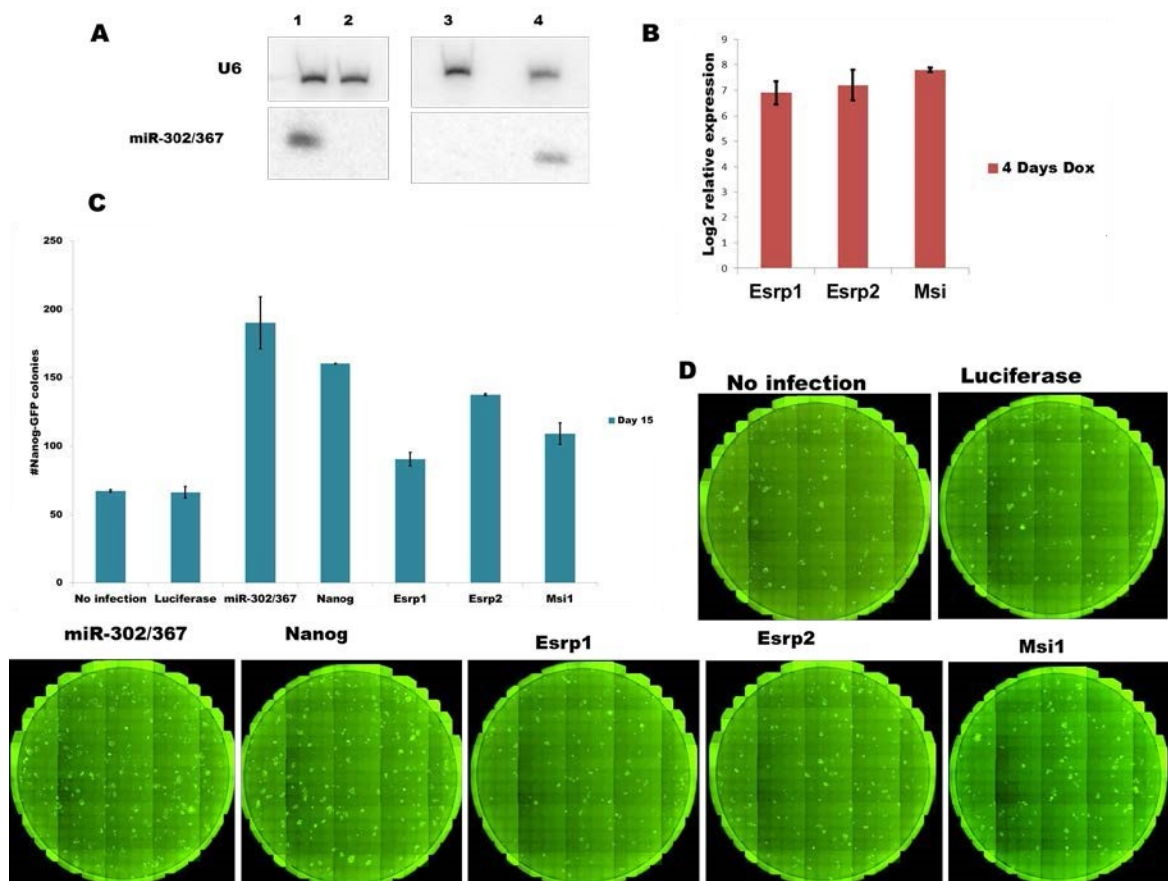 A
1 2 3 4
U6
miR-302/367
B
Log2 relative expression
9
8
7
6
5
4
3
2
1
0
Esrp1 Esrp2 Msi
4 Days Dox
C
#Nanog-GFP colonies
250
200
150
100
50
0
No infection Luciferase miR-302/367 Nanog Esrp1 Esrp2 Msi1
Day 15
D
No infection Luciferase
miR-302/367 Nanog Esrp1 Esrp2 Msi1